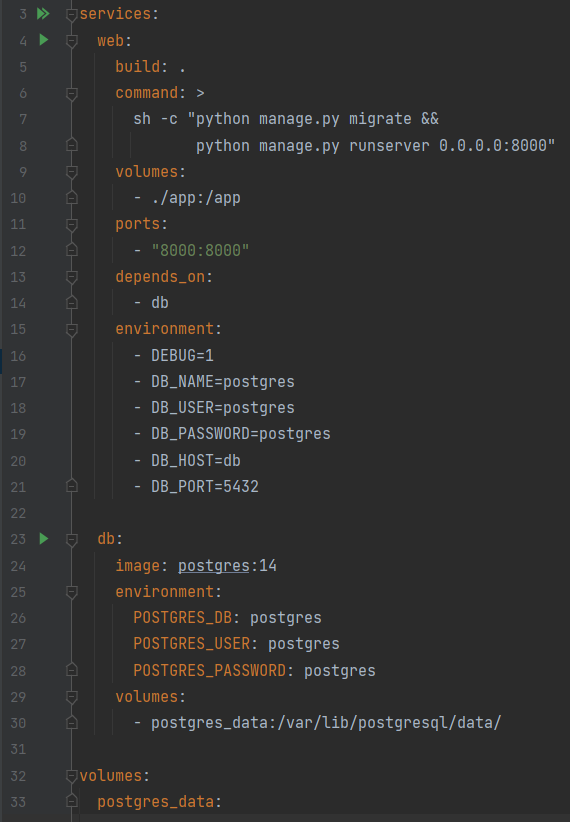 3 services:
4   web:
5     build: .
6     command: >
7       sh -c "python manage.py migrate &&
8              python manage.py runserver 0.0.0.0:8000"
9     volumes:
10       - ./app:/app
11     ports:
12       - "8000:8000"
13     depends_on:
14       - db
15     environment:
16       - DEBUG=1
17       - DB_NAME=postgres
18       - DB_USER=postgres
19       - DB_PASSWORD=postgres
20       - DB_HOST=db
21       - DB_PORT=5432
22
23   db:
24     image: postgres:14
25     environment:
26       POSTGRES_DB: postgres
27       POSTGRES_USER: postgres
28       POSTGRES_PASSWORD: postgres
29     volumes:
30       - postgres_data:/var/lib/postgresql/data/
31
32 volumes:
33   postgres_data: